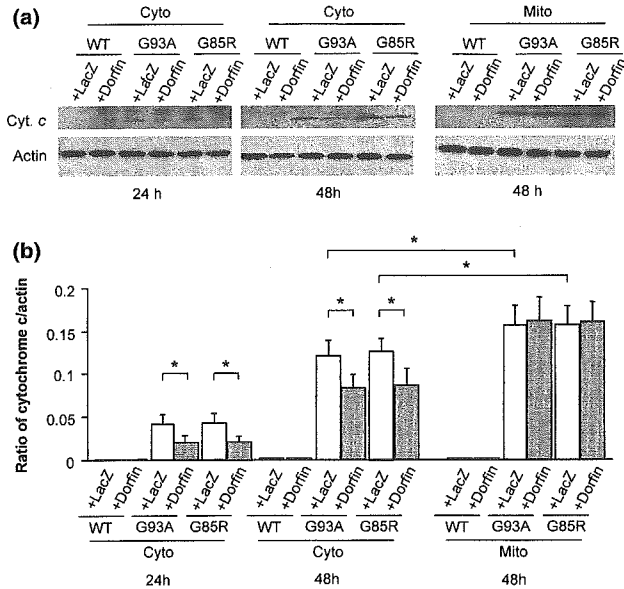 (a)
Cyto Cyto Mito
WT G93A G85R WT G93A G85R WT G93A G85R
+LacZ +Dorfin +LacZ +Dorfin +LacZ +Dorfin +LacZ +Dorfin +LacZ +Dorfin +LacZ +Dorfin +LacZ +Dorfin +LacZ +Dorfin +LacZ +Dorfin
Cyt. c
Actin
24 h 48h 48 h
(b)
* *
* * * *
Ratio of cytochrome c/actin
0.2
0.15
0.1
0.05
0
+LacZ +Dorfin +LacZ +Dorfin +LacZ +Dorfin +LacZ +Dorfin +LacZ +Dorfin +LacZ +Dorfin +LacZ +Dorfin +LacZ +Dorfin +LacZ +Dorfin
WT G93A G85R WT G93A G85R WT G93A G85R
Cyto Cyto Mito
24h 48h 48h